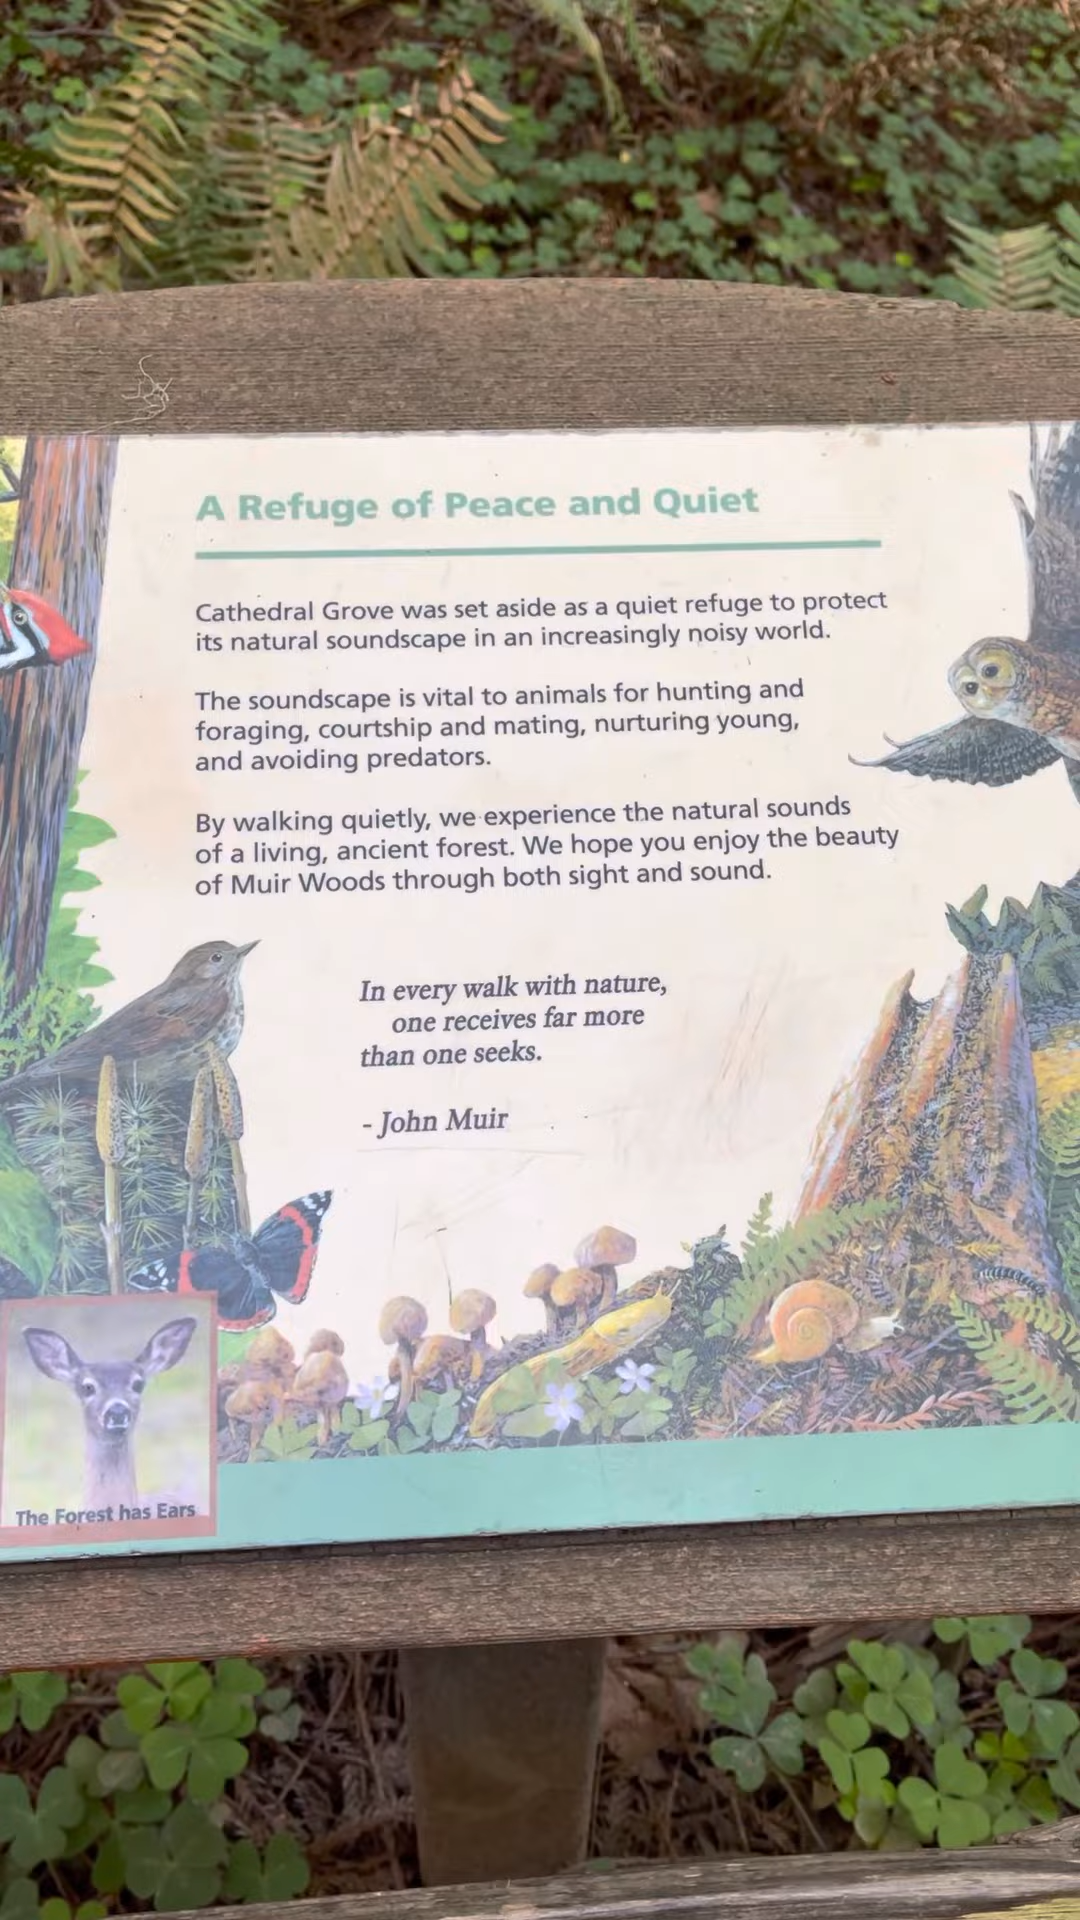 A Refuge of Peace and Quiet
Cathedral Grove was set aside as a quiet refuge to protect
its natural soundscape in an increasingly noisy world.
The soundscape is vital to animals for hunting and
foraging, courtship and mating, nurturing young,
and avoiding predators.
By walking quietly, we experience the natural sounds
of a living, ancient forest. We hope you enjoy the beauty
of Muir Woods through both sight and sound.
In every walk with nature,
one receives far more
than one seeks.
- John Muir
The Forest has Ears